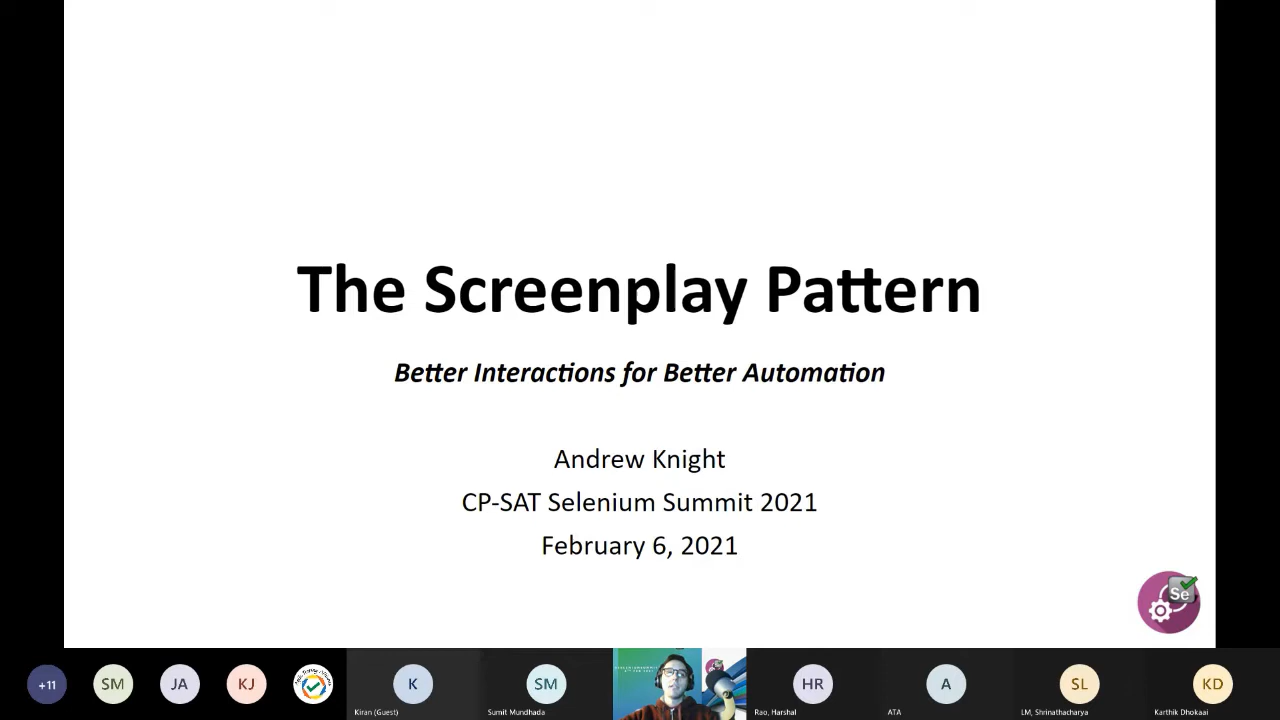 The Screenplay Pattern
Better Interactions for Better Automation
Andrew Knight
CP-SAT Selenium Summit 2021
February 6, 2021
Se
+11
SM
JA
KJ
K
SM
HR
A
SL
KD
Kiran (Guest)
Sumit Mundhada
Rao, Harshal
ATA
LM, Shrinathacharya
Karthik Dhokaai